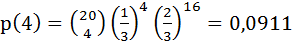 p(4) = (20 4) (1/3)^4 (2/3)^16 = 0,0911